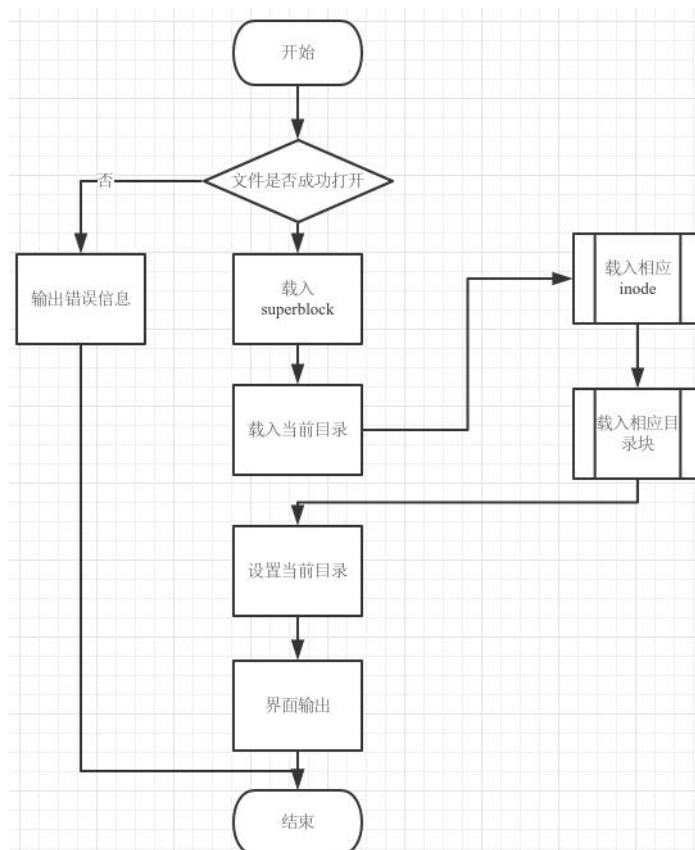 开始
文件是否成功打开
否
输出错误信息
载入
superblock
载入相应
inode
载入当前目录
载入相应目
录块
设置当前目录
界面输出
结束